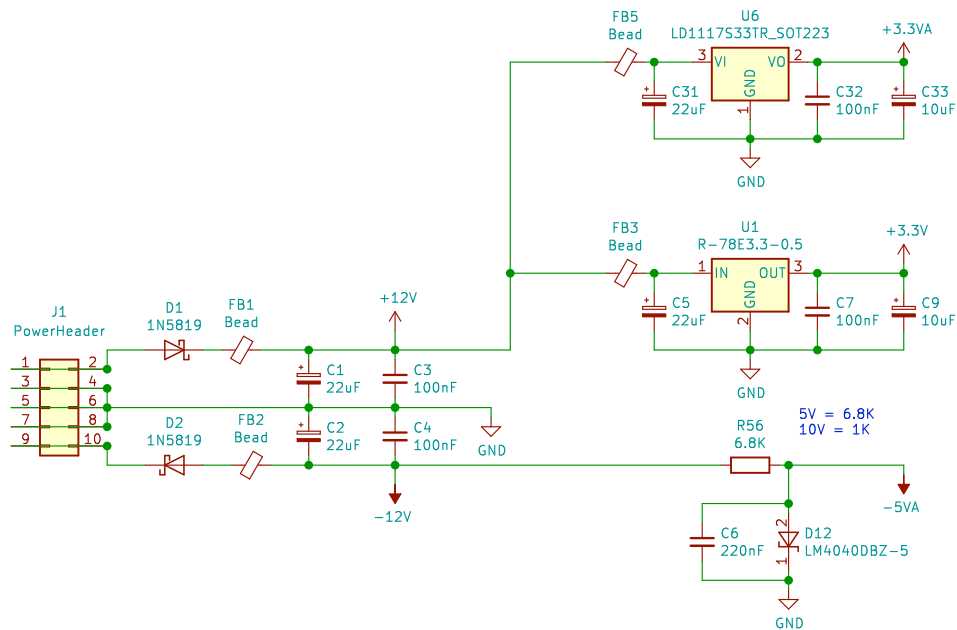 FB5
Bead
U6
LD1117S33TR_SOT223
+3.3VA
3
VI
VO
2
GND
1
+
C31
22uF
C32
100nF
+
C33
10uF
GND
FB3
Bead
U1
R-78E3.3-0.5
+3.3V
1
IN
OUT
3
GND
2
+
C5
22uF
C7
100nF
+
C9
10uF
GND
J1
PowerHeader
1
2
3
4
5
6
7
8
9
10
D1
1N5819
FB1
Bead
+12V
+
C1
22uF
C3
100nF
D2
1N5819
FB2
Bead
+
C2
22uF
C4
100nF
GND
-12V
R56
6.8K
5V = 6.8K
10V = 1K
-5VA
C6
220nF
2
1
D12
LM4040DBZ-5
GND